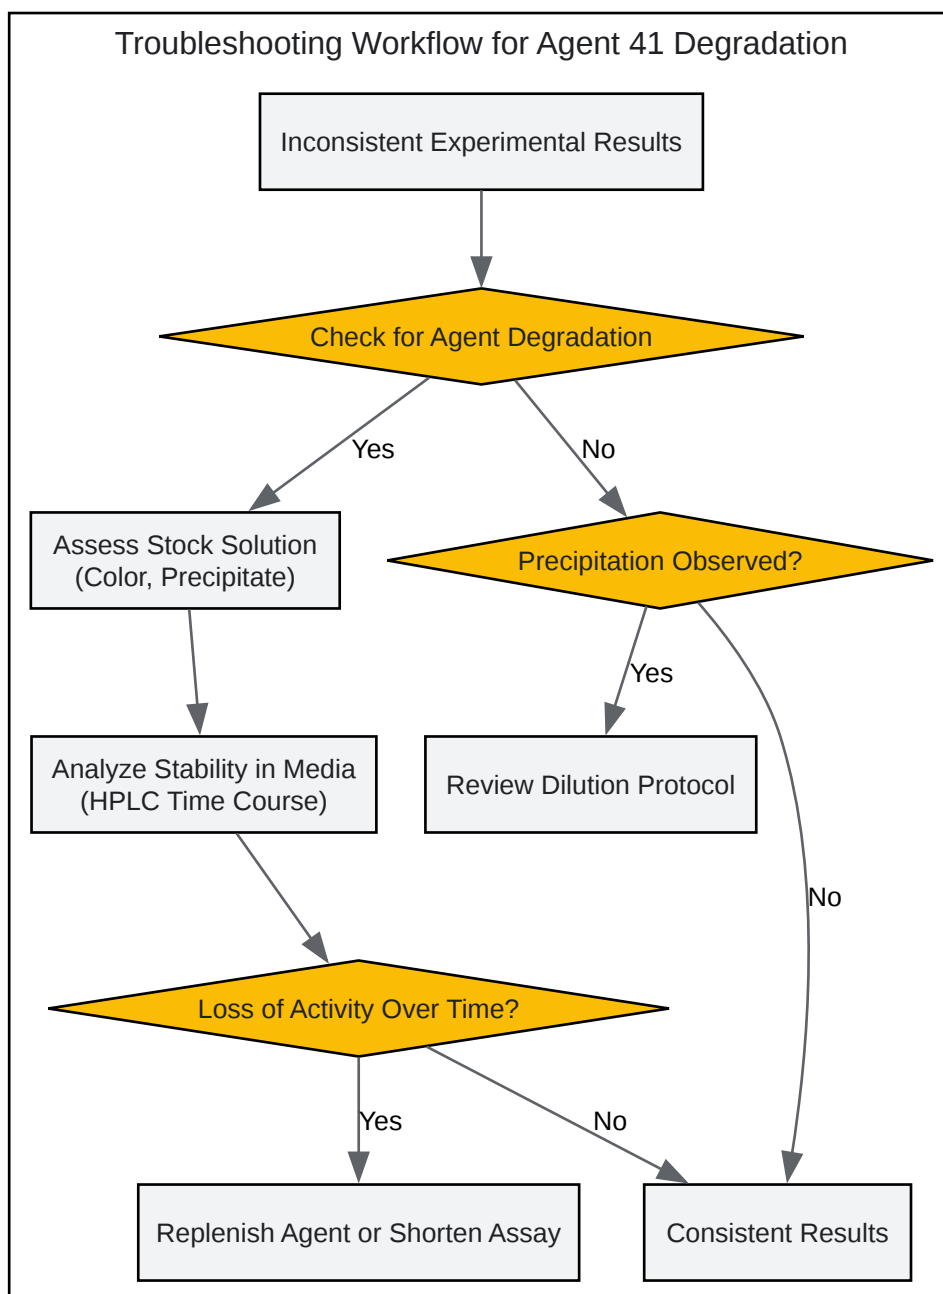 Troubleshooting Workflow for Agent 41 Degradation
Inconsistent Experimental Results
Check for Agent Degradation
Yes
No
Assess Stock Solution
(Color, Precipitate)
Precipitation Observed?
Yes
Analyze Stability in Media
(HPLC Time Course)
Review Dilution Protocol
No
Loss of Activity Over Time?
Yes
No
Replenish Agent or Shorten Assay
Consistent Results